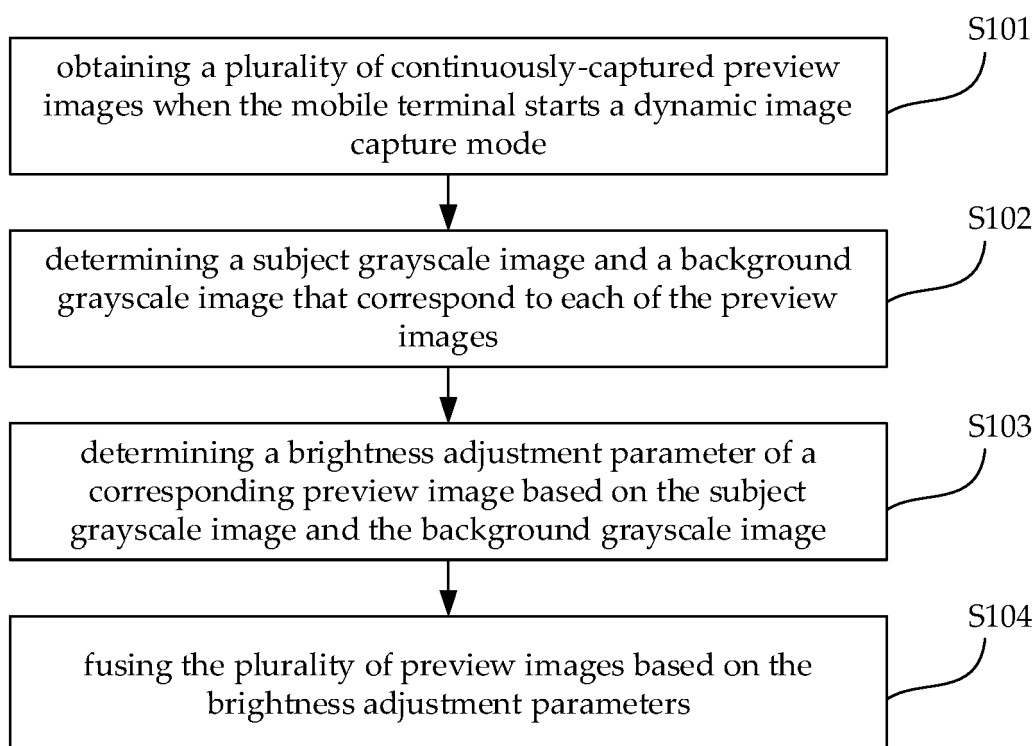 S101
obtaining a plurality of continuously-captured preview
images when the mobile terminal starts a dynamic image
capture mode
S102
determining a subject grayscale image and a background
grayscale image that correspond to each of the preview
images
S103
determining a brightness adjustment parameter of a
corresponding preview image based on the subject
grayscale image and the background grayscale image
S104
fusing the plurality of preview images based on the
brightness adjustment parameters